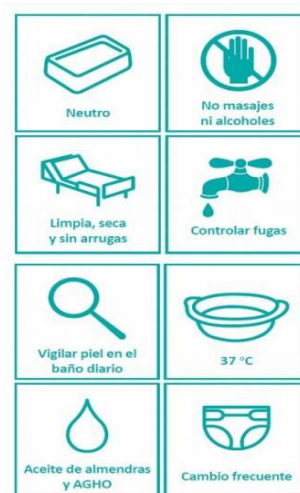 Neutro
No masajes
ni alcoholes
Limpia, seca
y sin arrugas
Controlar fugas
Vigilar piel en el
baño diario
37 °C
Aceite de almendras
y AGHO
Cambio frecuente